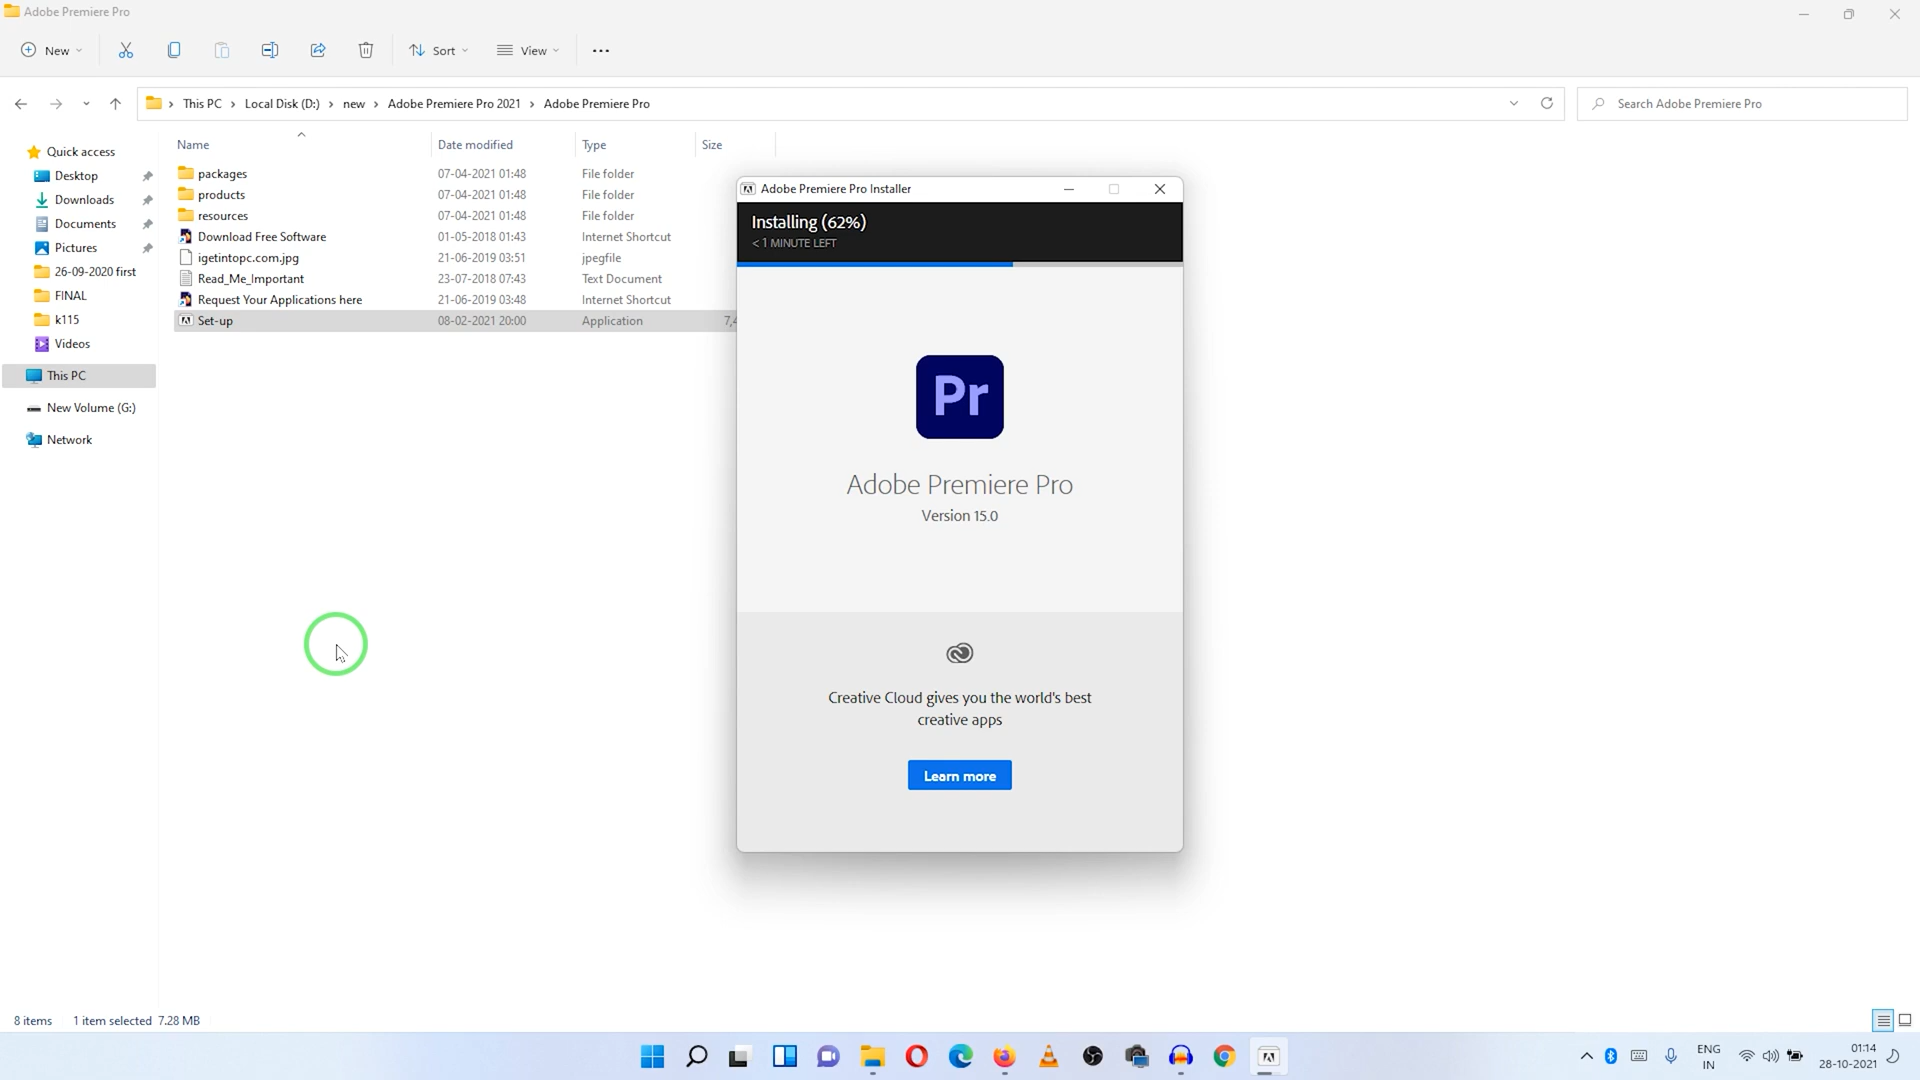 Adobe Premiere Pro
New
Sort
View
This PC
Local Disk (D:)
new
Adobe Premiere Pro 2021
Adobe Premiere Pro
Search Adobe Premiere Pro
Quick access
Desktop
Downloads
Documents
Pictures
26-09-2020 first
FINAL
k115
Videos
This PC
New Volume (G:)
Network
Name Date modified Type Size
packages 07-04-2021 01:48 File folder
products 07-04-2021 01:48 File folder
resources 07-04-2021 01:48 File folder
Download Free Software 01-05-2018 01:43 Internet Shortcut
igetintopc.com.jpg 21-06-2019 03:51 jpegfile
Read_Me_Important 23-07-2018 07:43 Text Document
Request Your Applications here 21-06-2019 03:48 Internet Shortcut
Set-up 08-02-2021 20:00 Application 7,4
Adobe Premiere Pro Installer
Installing (62%)
< 1 MINUTE LEFT
Pr
Adobe Premiere Pro
Version 15.0
Creative Cloud gives you the world's best
creative apps
Learn more
8 items 1 item selected 7.28 MB
ENG
IN
01:14
28-10-2021